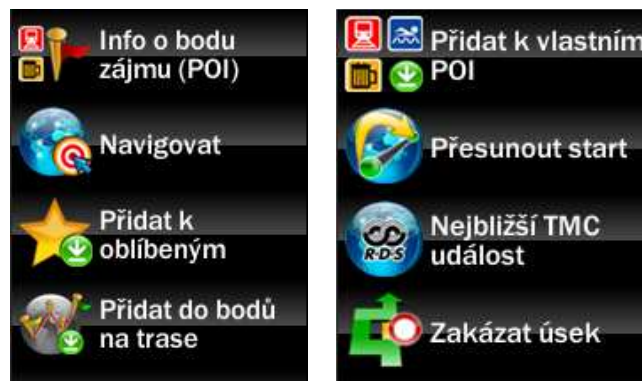 Info o bodu
zájmu (POI)
Navigovat
Přidat k
oblíbeným
Přidat do bodů
na trase
Přidat k vlastním
POI
Přesunout start
Nejbližší TMC
R·D·S
událost
Zakázat úsek